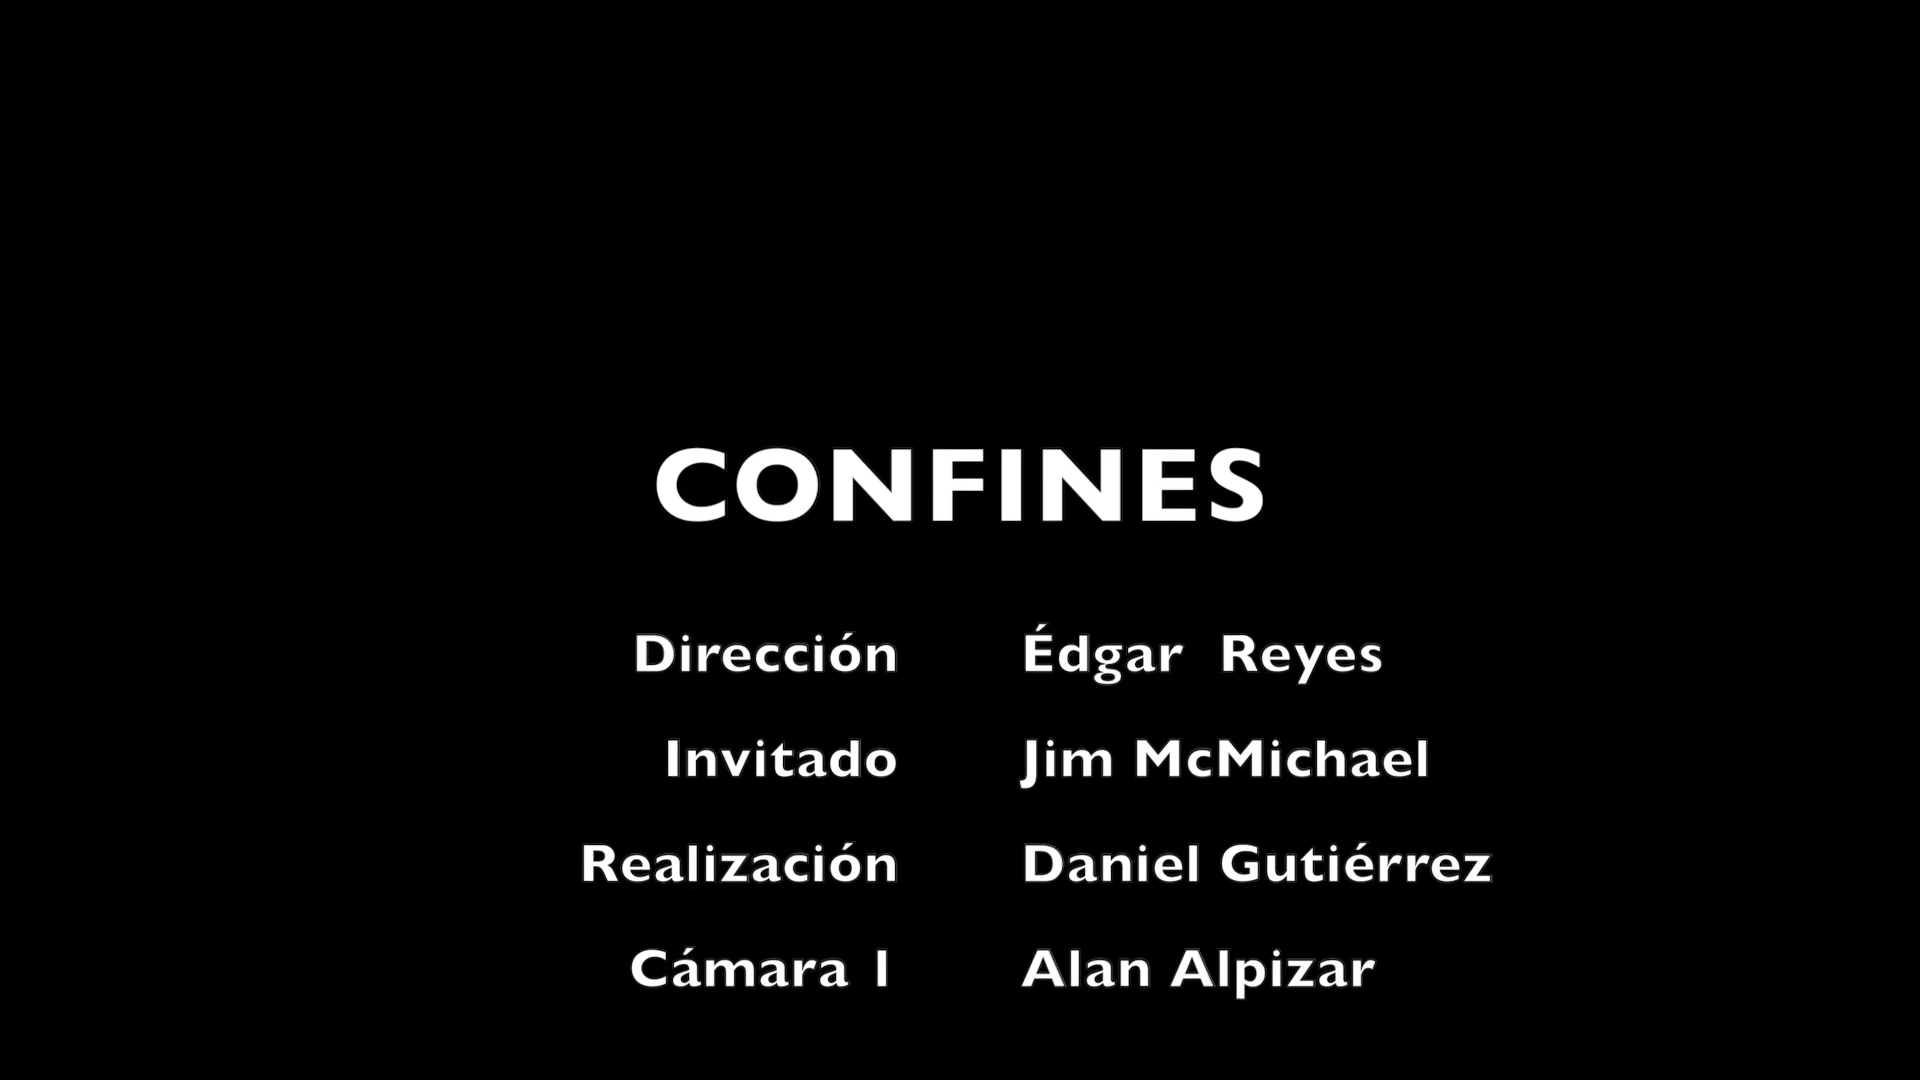 CONFINES
Dirección Édgar Reyes
Invitado Jim McMichael
Realización Daniel Gutiérrez
Cámara 1 Alan Alpizar